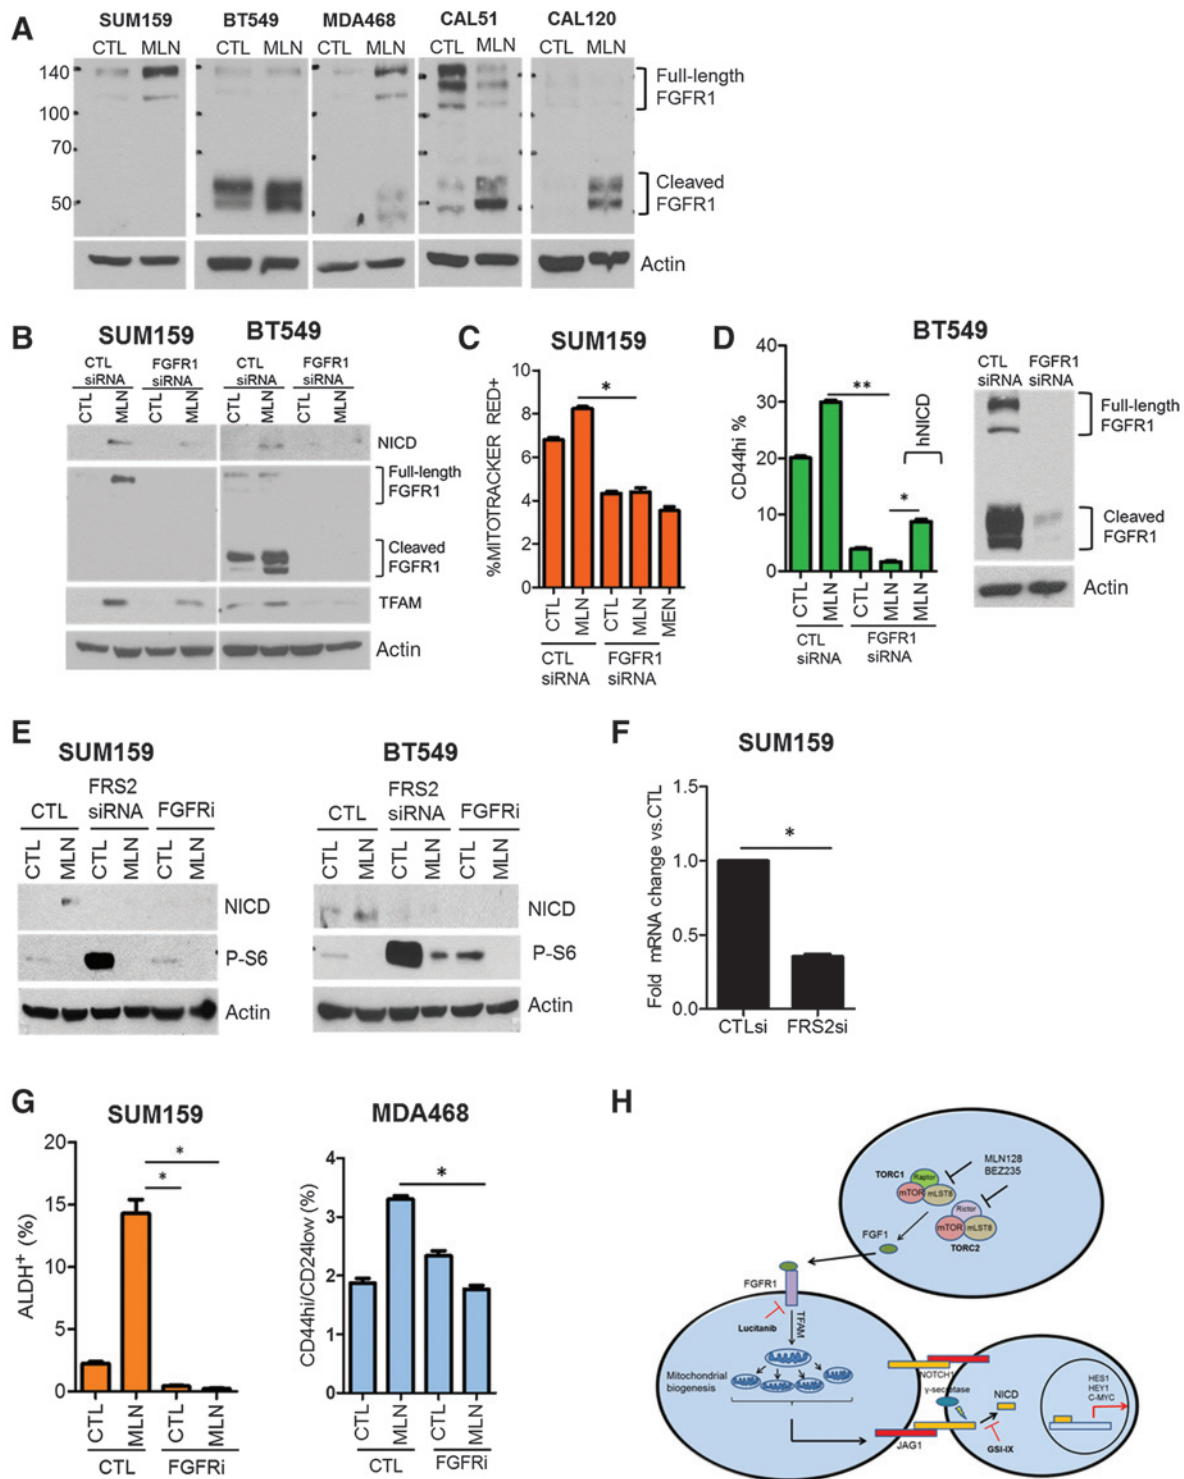 A
SUM159 BT549 MDA468 CAL51 CAL120
CTL MLN CTL MLN CTL MLN CTL MLN CTL MLN
140
100
70
50
Full-length
FGFR1
Cleaved
FGFR1
Actin
B
SUM159 BT549
CTL siRNA FGFR1 siRNA CTL siRNA FGFR1 siRNA
CTL MLN CTL MLN CTL MLN CTL MLN
NICD
Full-length
FGFR1
Cleaved
FGFR1
TFAM
Actin
C
SUM159
%MITOTRACKER RED+
10
8
6
4
2
0
*
CTL MLN CTL MLN MEN
CTL siRNA FGFR1 siRNA
D
BT549
CD44hi %
40
30
20
10
0
**
*
hNICD
CTL MLN CTL MLN MLN
CTL siRNA FGFR1 siRNA
CTL siRNA FGFR1 siRNA
Full-length
FGFR1
Cleaved
FGFR1
Actin
E
SUM159 BT549
CTL FRS2 siRNA FGFRi
CTL MLN CTL MLN CTL MLN
NICD
P-S6
Actin
CTL FRS2 siRNA FGFRi
CTL MLN CTL MLN CTL MLN
NICD
P-S6
Actin
F
SUM159
Fold mRNA change vs.CTL
1.5
1.0
0.5
0.0
*
CTLsi FRS2si
G
SUM159
ALDH+ (%)
20
15
10
5
0
*
*
CTL MLN CTL MLN
CTL FGFRi
MDA468
CD44hi/CD24low (%)
4
3
2
1
0
*
CTL MLN CTL MLN
CTL FGFRi
H
MLN128
BEZ235
TORC1
Raptor
mTOR mLST8
Rictor
mTOR mLST8
TORC2
FGF1
FGFR1
Lucitanib
TFAM
Mitochondrial
biogenesis
NOTCH1
γ-secretase
NICD
HES1
HEY1
C-MYC
JAG1
GSI-IX